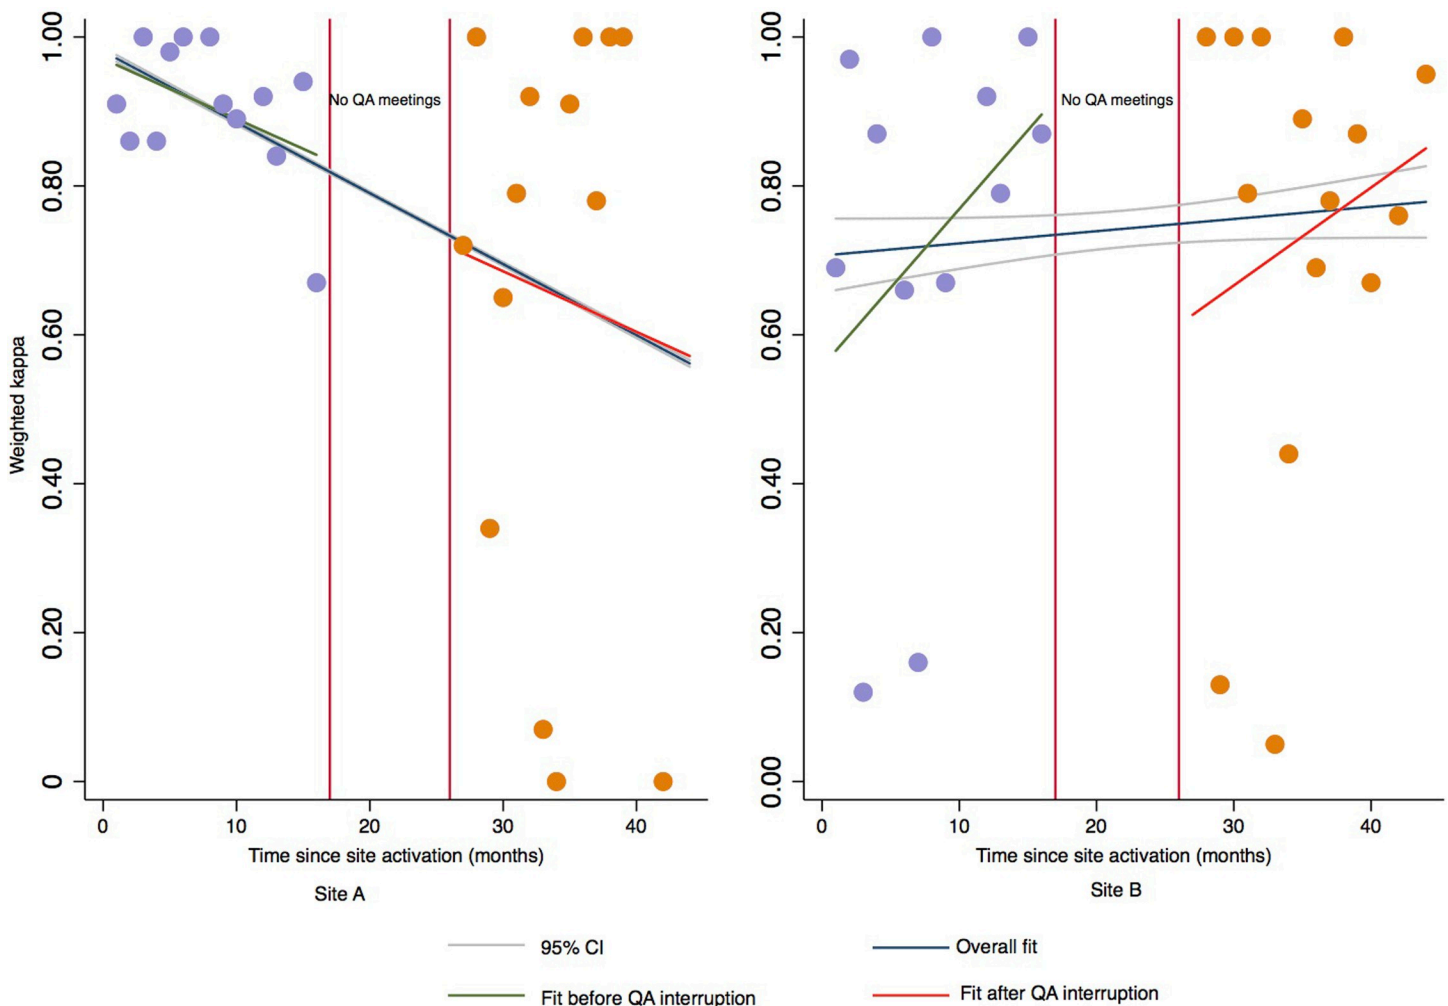 Weighted kappa
1.00
0.80
0.60
0.40
0.20
0
No QA meetings
0
10
20
30
40
Time since site activation (months)
Site A
1.00
0.80
0.60
0.40
0.20
0.00
No QA meetings
0
10
20
30
40
Time since site activation (months)
Site B
95% CI
Overall fit
Fit before QA interruption
Fit after QA interruption